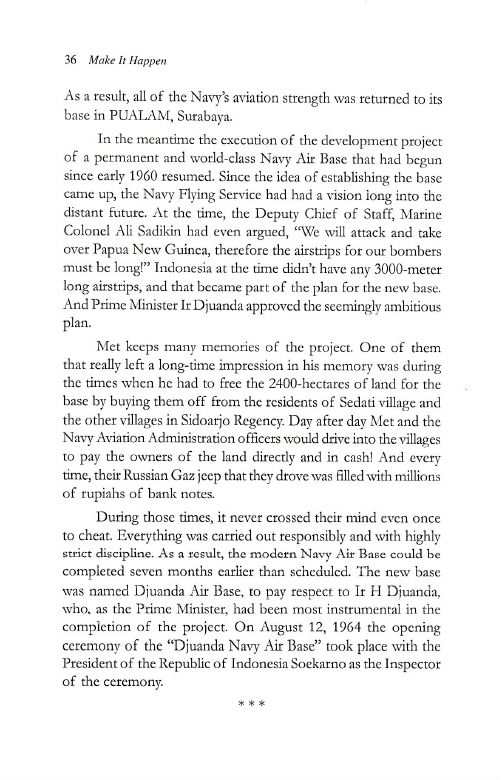 36 Make It Happen
As a result, all of the Navy's aviation strength was returned to its
base in PUALAM, Surabaya.
In the meantime the execution of the development project
of a permanent and world-class Navy Air Base that had begun
since early 1960 resumed. Since the idea of establishing the base
came up, the Navy Flying Service had had a vision long into the
distant future. At the time, the Deputy Chief of Staff, Marine
Colonel Ali Sadikin had even argued, “We will attack and take
over Papua New Guinea, therefore the airstrips for our bombers
must be long!” Indonesia at the time didn't have any 3000-meter
long airstrips, and that became part of the plan for the new base.
And Prime Minister Ir Djuanda approved the seemingly ambitious
plan.
Met keeps many memories of the project. One of them
that really left a long-time impression in his memory was during
the times when he had to free the 2400-hectares of land for the
base by buying them off from the residents of Sedati village and
the other villages in Sidoarjo Regency. Day after day Met and the
Navy Aviation Administration officers would drive into the villages
to pay the owners of the land directly and in cash! And every
time, their Russian Gaz jeep that they drove was filled with millions
of rupiahs of bank notes.
During those times, it never crossed their mind even once
to cheat. Everything was carried out responsibly and with highly
strict discipline. As a result, the modern Navy Air Base could be
completed seven months earlier than scheduled. The new base
was named Djuanda Air Base, to pay respect to Ir H Djuanda,
who, as the Prime Minister, had been most instrumental in the
completion of the project. On August 12, 1964 the opening
ceremony of the “Djuanda Navy Air Base” took place with the
President of the Republic of Indonesia Soekarno as the Inspector
of the ceremony.
* * *